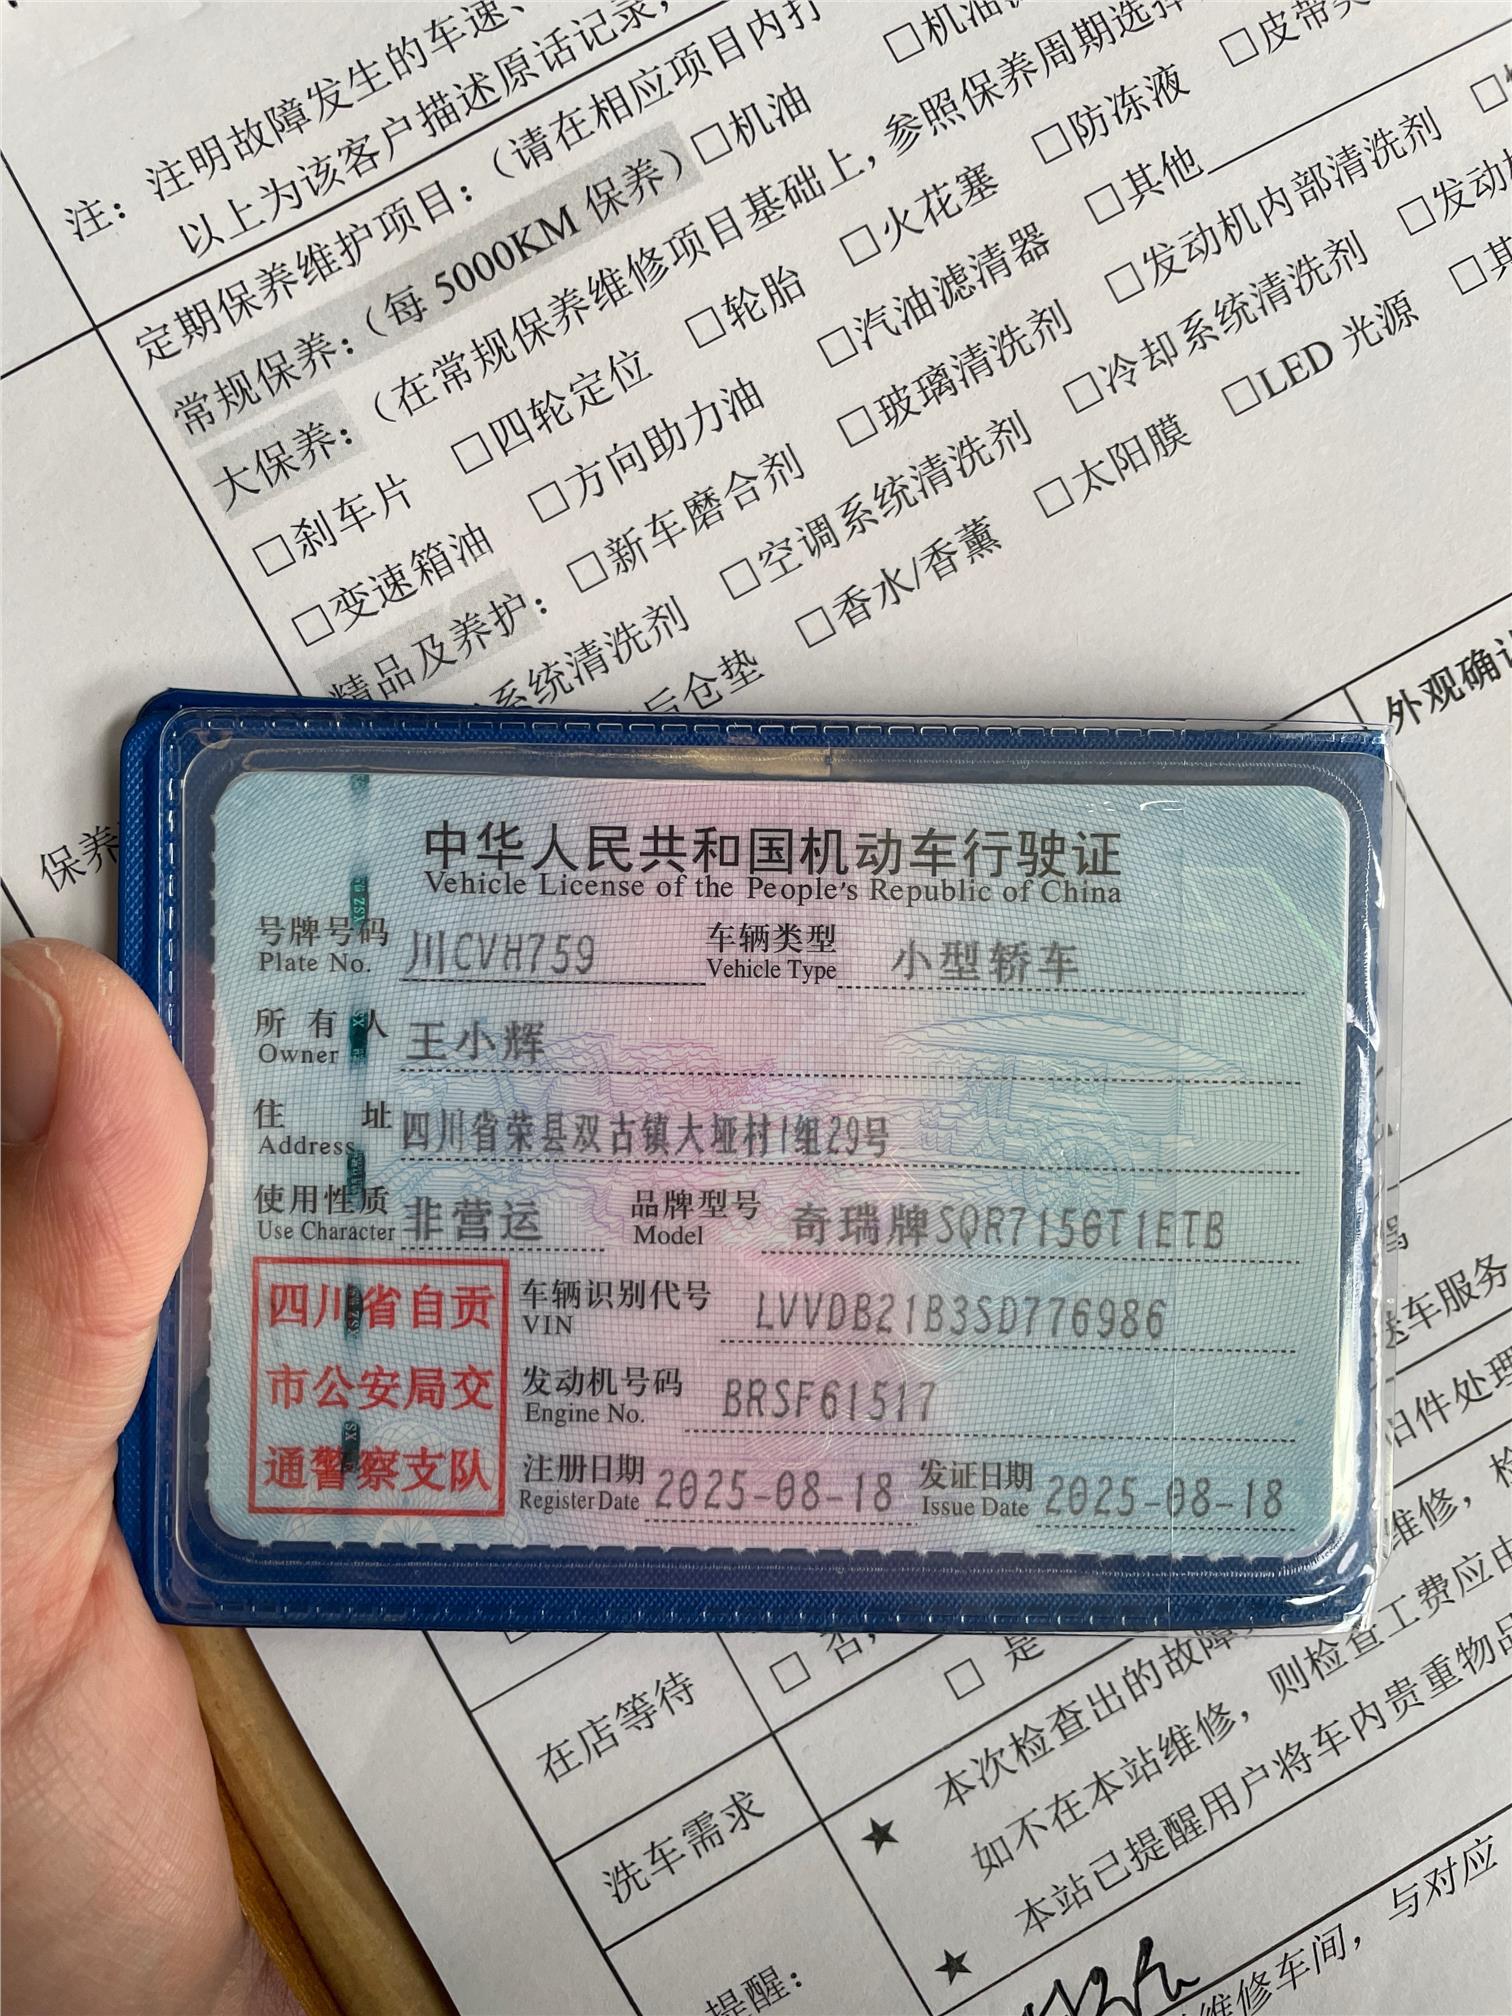 注：注明故障发生的车速、
以上为该客户描述原话记录，
定期保养维护项目：（请在相应项目内打
常规保养：（每 5000KM 保养）□机油 □机油
大保养：（在常规保养维修项目基础上，参照保养周期选择
□刹车片 □四轮定位 □轮胎 □火花塞 □防冻液 □皮带
□变速箱油 □方向助力油 □汽油滤清器 □其他
精品及养护：□新车磨合剂 □玻璃清洗剂 □发动机内部清洗剂
系统清洗剂 □空调系统清洗剂 □冷却系统清洗剂 □发动
后仓垫 □香水/香薰 □太阳膜 □LED 光源 □其
外观确认
保养
中华人民共和国机动车行驶证
Vehicle License of the People's Republic of China
号牌号码 川CVH759 车辆类型 小型轿车
Plate No. Vehicle Type
所有人 王小辉
Owner
住址 四川省荣县双古镇大垭村1组29号
Address
使用性质 非营运 品牌型号 奇瑞牌SQR7156T1ETB
Use Character Model
四川省自贡
市公安局交
通警察支队
车辆识别代号 LVVDB21B3SD776986
VIN
发动机号码 BRSF61517
Engine No.
注册日期 2025-08-18 发证日期 2025-08-18
Register Date Issue Date
送车服务
旧件处理
在店等待 □ 否， □ 是
洗车需求
提醒：
★ 本次检查出的故障 维修，检
如不在本站维修，则检查工费应由
本站已提醒用户将车内贵重物品
★ 维修车间，与对应